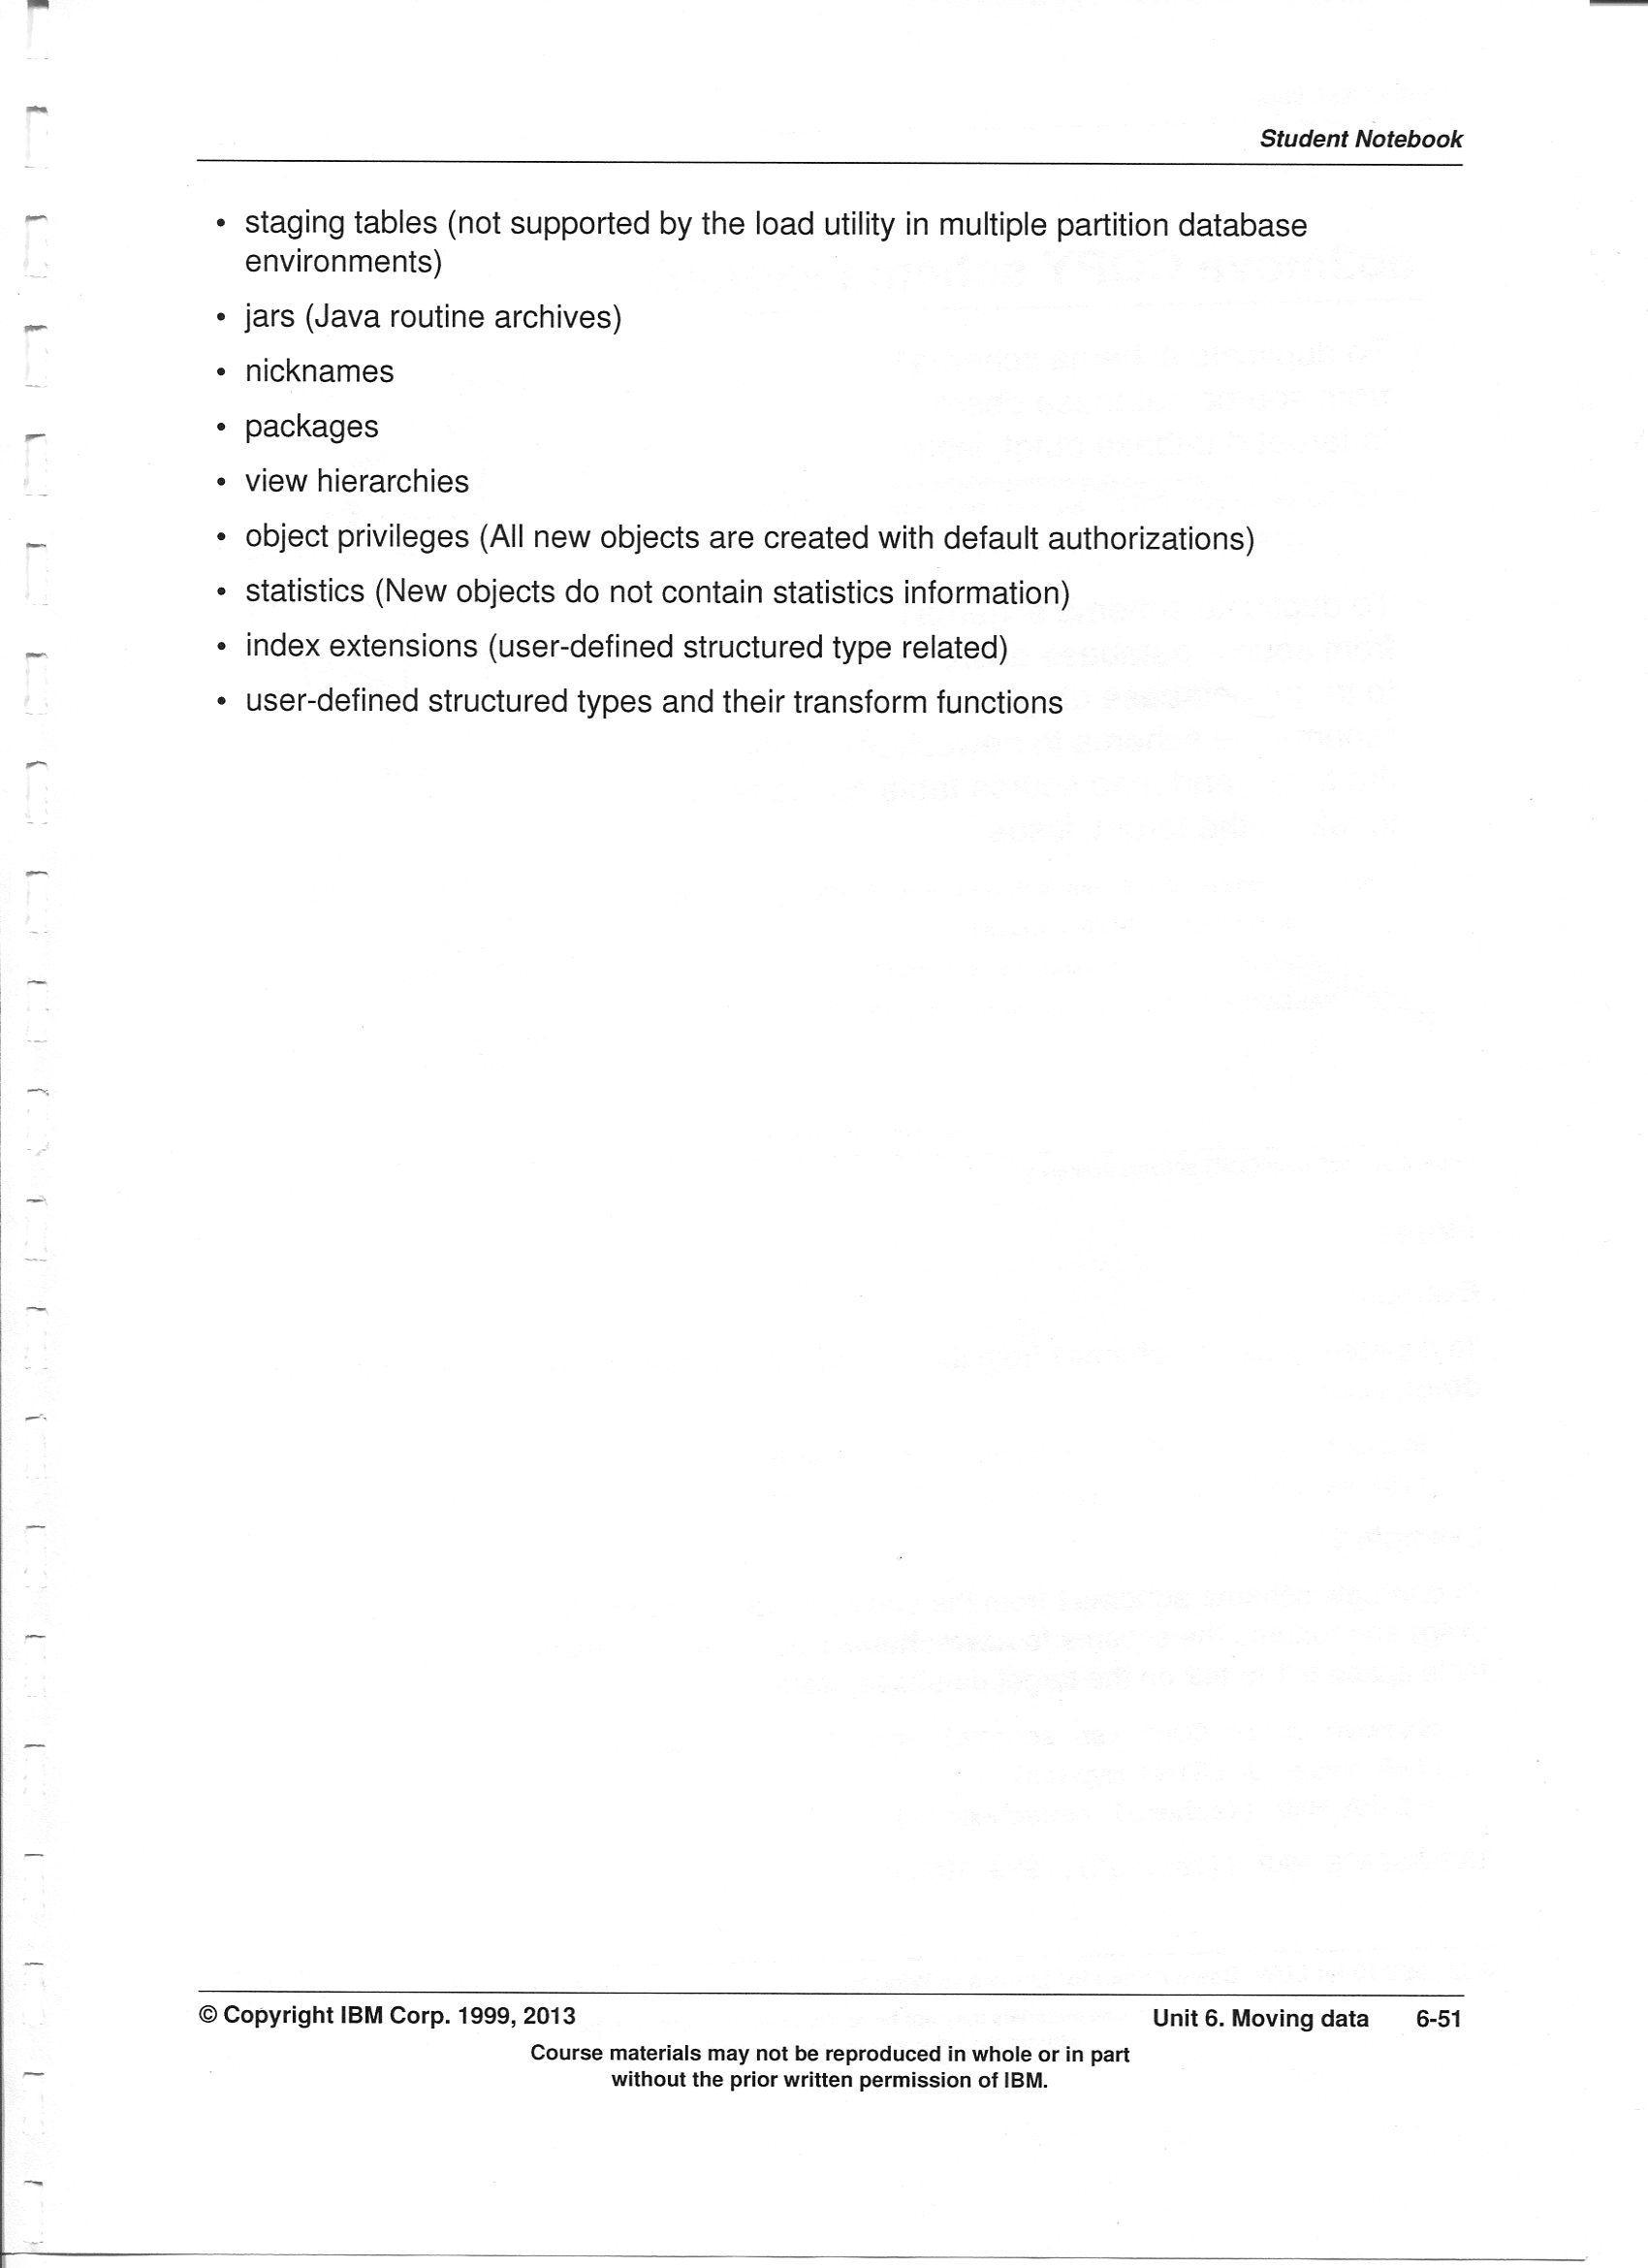 Student Notebook
• staging tables (not supported by the load utility in multiple partition database
environments)
• jars (Java routine archives)
• nicknames
• packages
• view hierarchies
• object privileges (All new objects are created with default authorizations)
• statistics (New objects do not contain statistics information)
• index extensions (user-defined structured type related)
• user-defined structured types and their transform functions
© Copyright IBM Corp. 1999, 2013 Unit 6. Moving data 6-51
Course materials may not be reproduced in whole or in part
without the prior written permission of IBM.